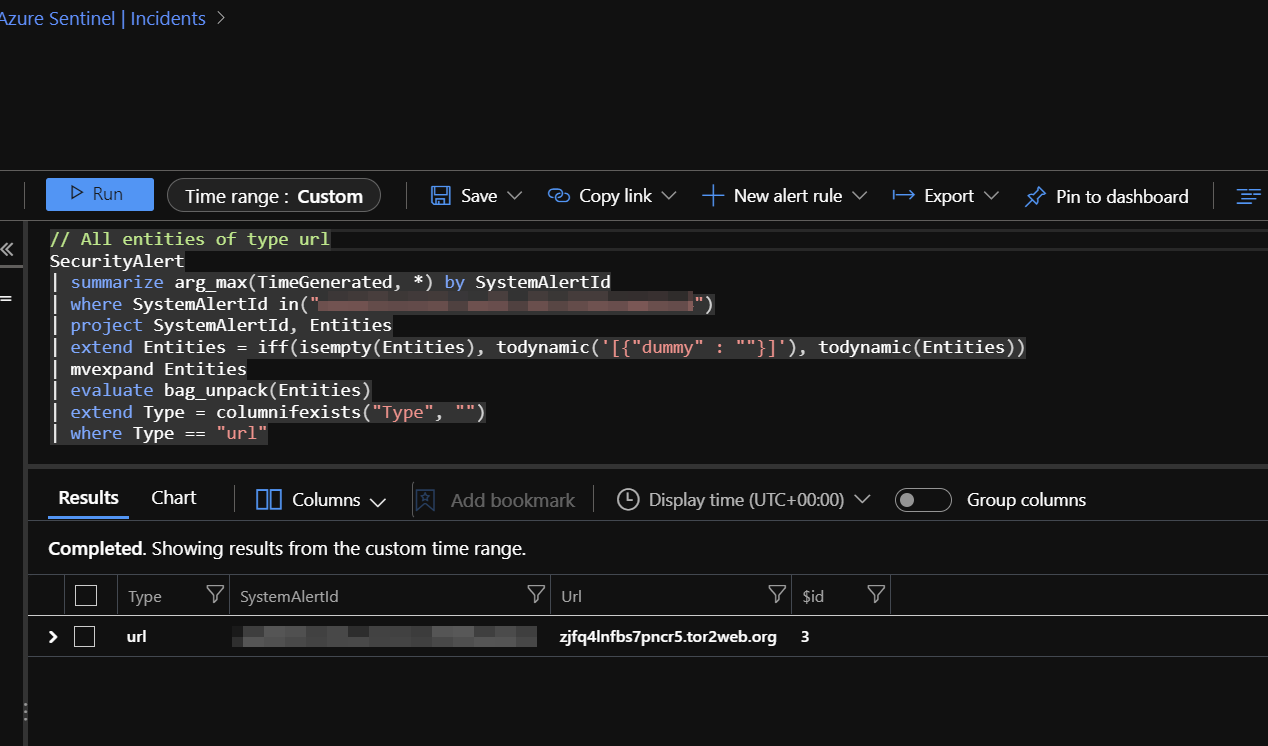 Azure Sentinel | Incidents
Run Time range : Custom Save Copy link New alert rule Export Pin to dashboard
// All entities of type url
SecurityAlert
| summarize arg_max(TimeGenerated, *) by SystemAlertId
| where SystemAlertId in("")
| project SystemAlertId, Entities
| extend Entities = iff(isempty(Entities), todynamic('[{"dummy" : ""}]'), todynamic(Entities))
| mvexpand Entities
| evaluate bag_unpack(Entities)
| extend Type = columnifexists("Type", "")
| where Type == "url"
Results Chart Columns Add bookmark Display time (UTC+00:00) Group columns
Completed. Showing results from the custom time range.
Type SystemAlertId Url $id
url zjfq4lnfbs7pncr5.tor2web.org 3